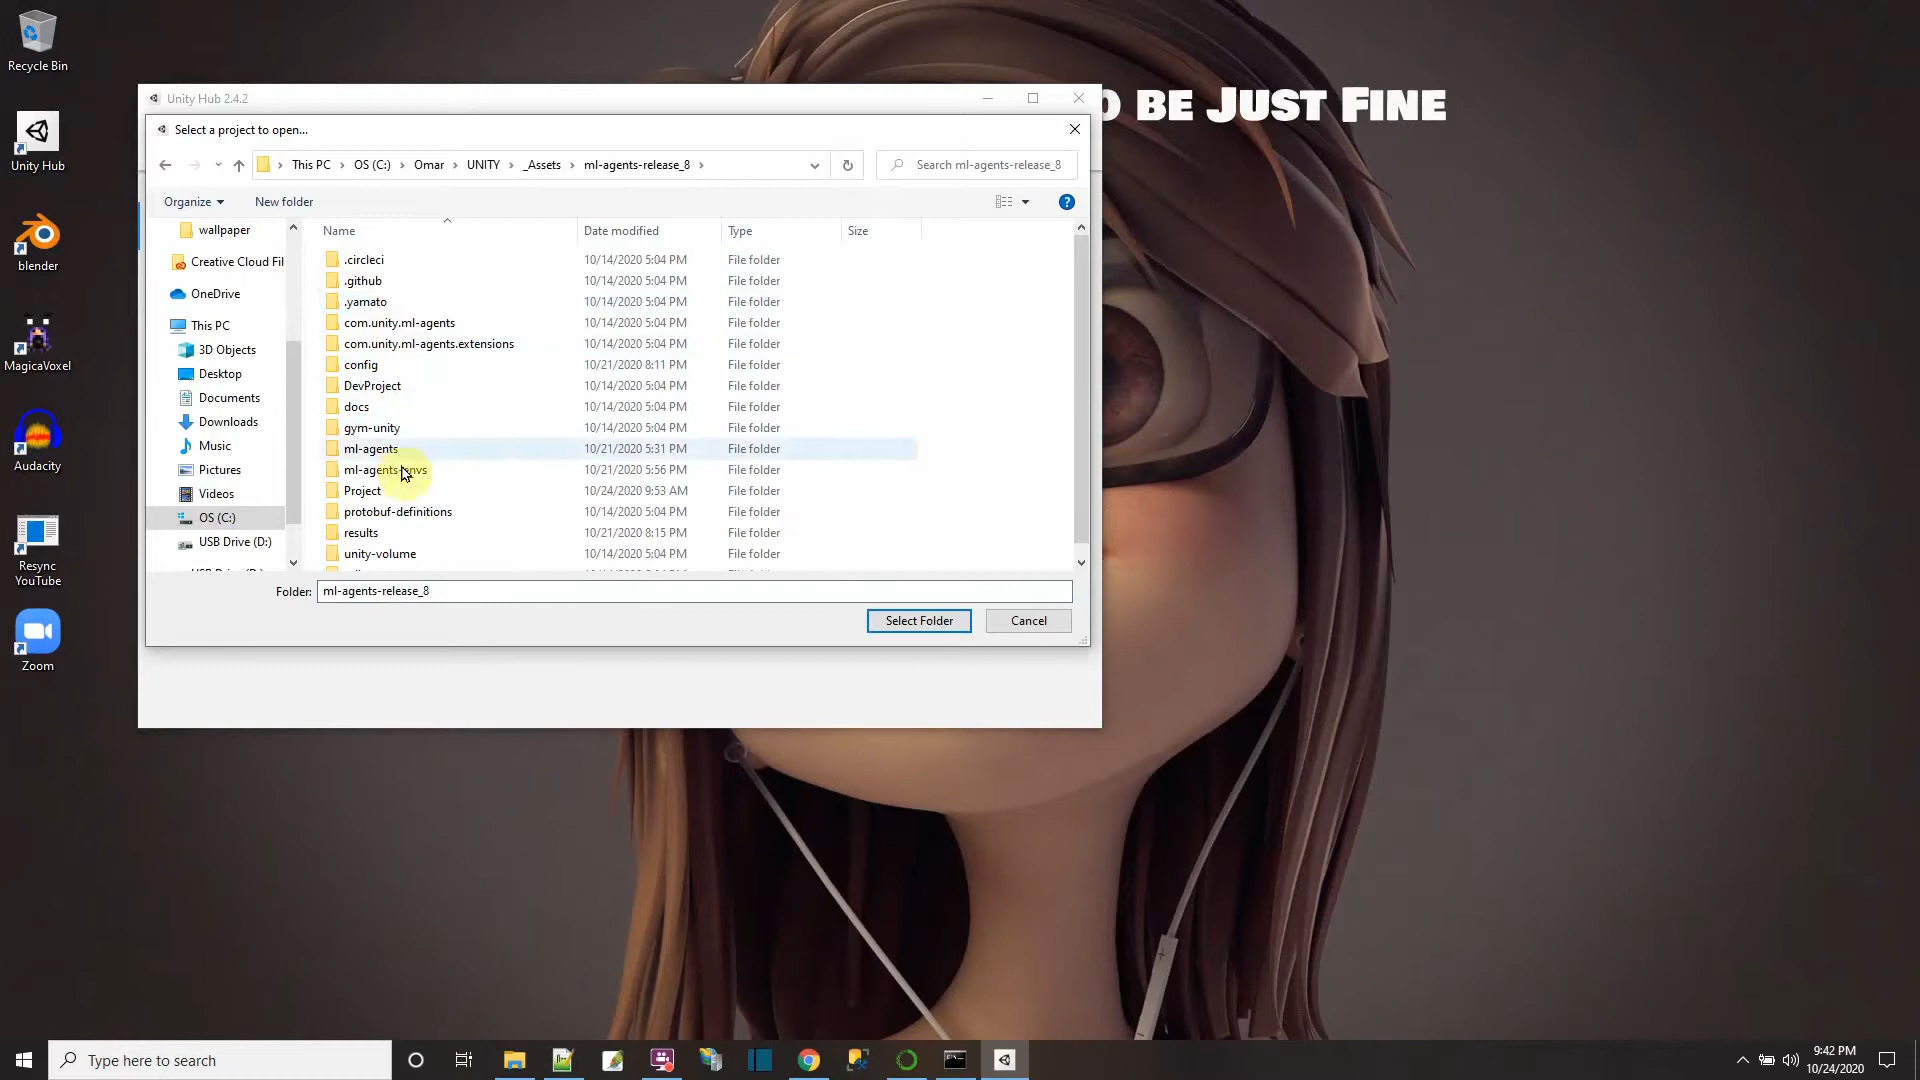 Recycle Bin
Unity Hub
blender
MagicaVoxel
Audacity
Resync
YouTube
Zoom
BE JUST FINE
Unity Hub 2.4.2
Select a project to open...
This PC > OS (C:) > Omar > UNITY > _Assets > ml-agents-release_8 >
Search ml-agents-release_8
Organize
New folder
wallpaper
Creative Cloud Fil
OneDrive
This PC
3D Objects
Desktop
Documents
Downloads
Music
Pictures
Videos
OS (C:)
USB Drive (D:)
Name Date modified Type Size
.circleci 10/14/2020 5:04 PM File folder
.github 10/14/2020 5:04 PM File folder
.yamato 10/14/2020 5:04 PM File folder
com.unity.ml-agents 10/14/2020 5:04 PM File folder
com.unity.ml-agents.extensions 10/14/2020 5:04 PM File folder
config 10/21/2020 8:11 PM File folder
DevProject 10/14/2020 5:04 PM File folder
docs 10/14/2020 5:04 PM File folder
gym-unity 10/14/2020 5:04 PM File folder
ml-agents 10/21/2020 5:31 PM File folder
ml-agents-envs 10/21/2020 5:56 PM File folder
Project 10/24/2020 9:53 AM File folder
protobuf-definitions 10/14/2020 5:04 PM File folder
results 10/21/2020 8:15 PM File folder
unity-volume 10/14/2020 5:04 PM File folder
Folder: ml-agents-release_8
Select Folder
Cancel
Type here to search
9:42 PM
10/24/2020